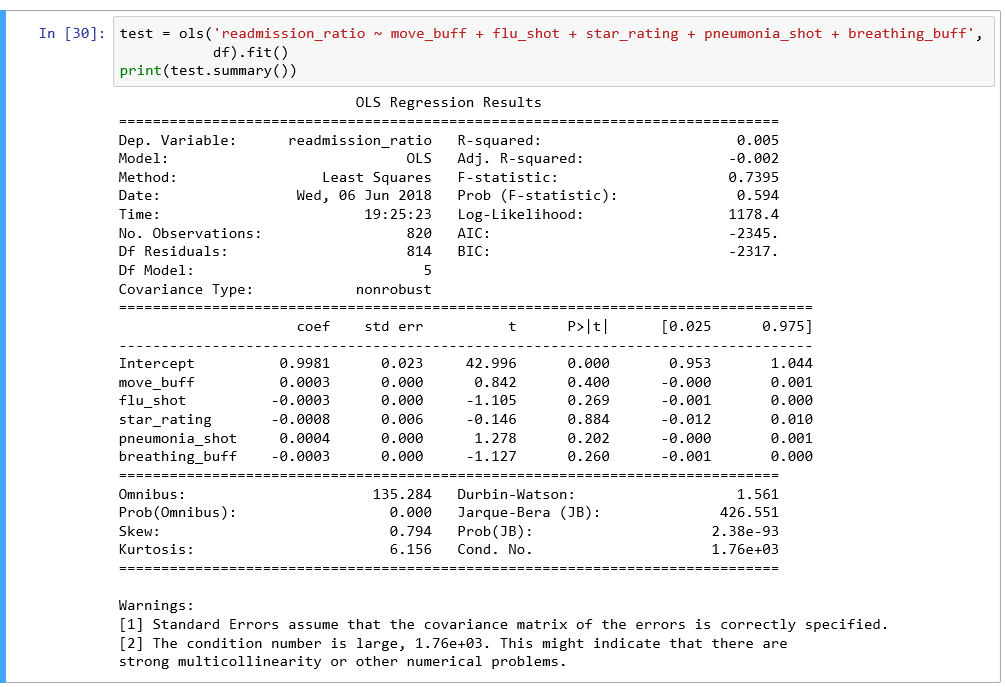 In [30]: test = ols('readmission_ratio ~ move_buff + flu_shot + star_rating + pneumonia_shot + breathing_buff',
df).fit()
print(test.summary())
OLS Regression Results
==============================================================================
Dep. Variable: readmission_ratio R-squared: 0.005
Model: OLS Adj. R-squared: -0.002
Method: Least Squares F-statistic: 0.7395
Date: Wed, 06 Jun 2018 Prob (F-statistic): 0.594
Time: 19:25:23 Log-Likelihood: 1178.4
No. Observations: 820 AIC: -2345.
Df Residuals: 814 BIC: -2317.
Df Model: 5
Covariance Type: nonrobust
==================================================================================
coef std err t P>|t| [0.025 0.975]
----------------------------------------------------------------------------------
Intercept 0.9981 0.023 42.996 0.000 0.953 1.044
move_buff 0.0003 0.000 0.842 0.400 -0.000 0.001
flu_shot -0.0003 0.000 -1.105 0.269 -0.001 0.000
star_rating -0.0008 0.006 -0.146 0.884 -0.012 0.010
pneumonia_shot 0.0004 0.000 1.278 0.202 -0.000 0.001
breathing_buff -0.0003 0.000 -1.127 0.260 -0.001 0.000
==============================================================================
Omnibus: 135.284 Durbin-Watson: 1.561
Prob(Omnibus): 0.000 Jarque-Bera (JB): 426.551
Skew: 0.794 Prob(JB): 2.38e-93
Kurtosis: 6.156 Cond. No. 1.76e+03
==============================================================================
Warnings:
[1] Standard Errors assume that the covariance matrix of the errors is correctly specified.
[2] The condition number is large, 1.76e+03. This might indicate that there are
strong multicollinearity or other numerical problems.